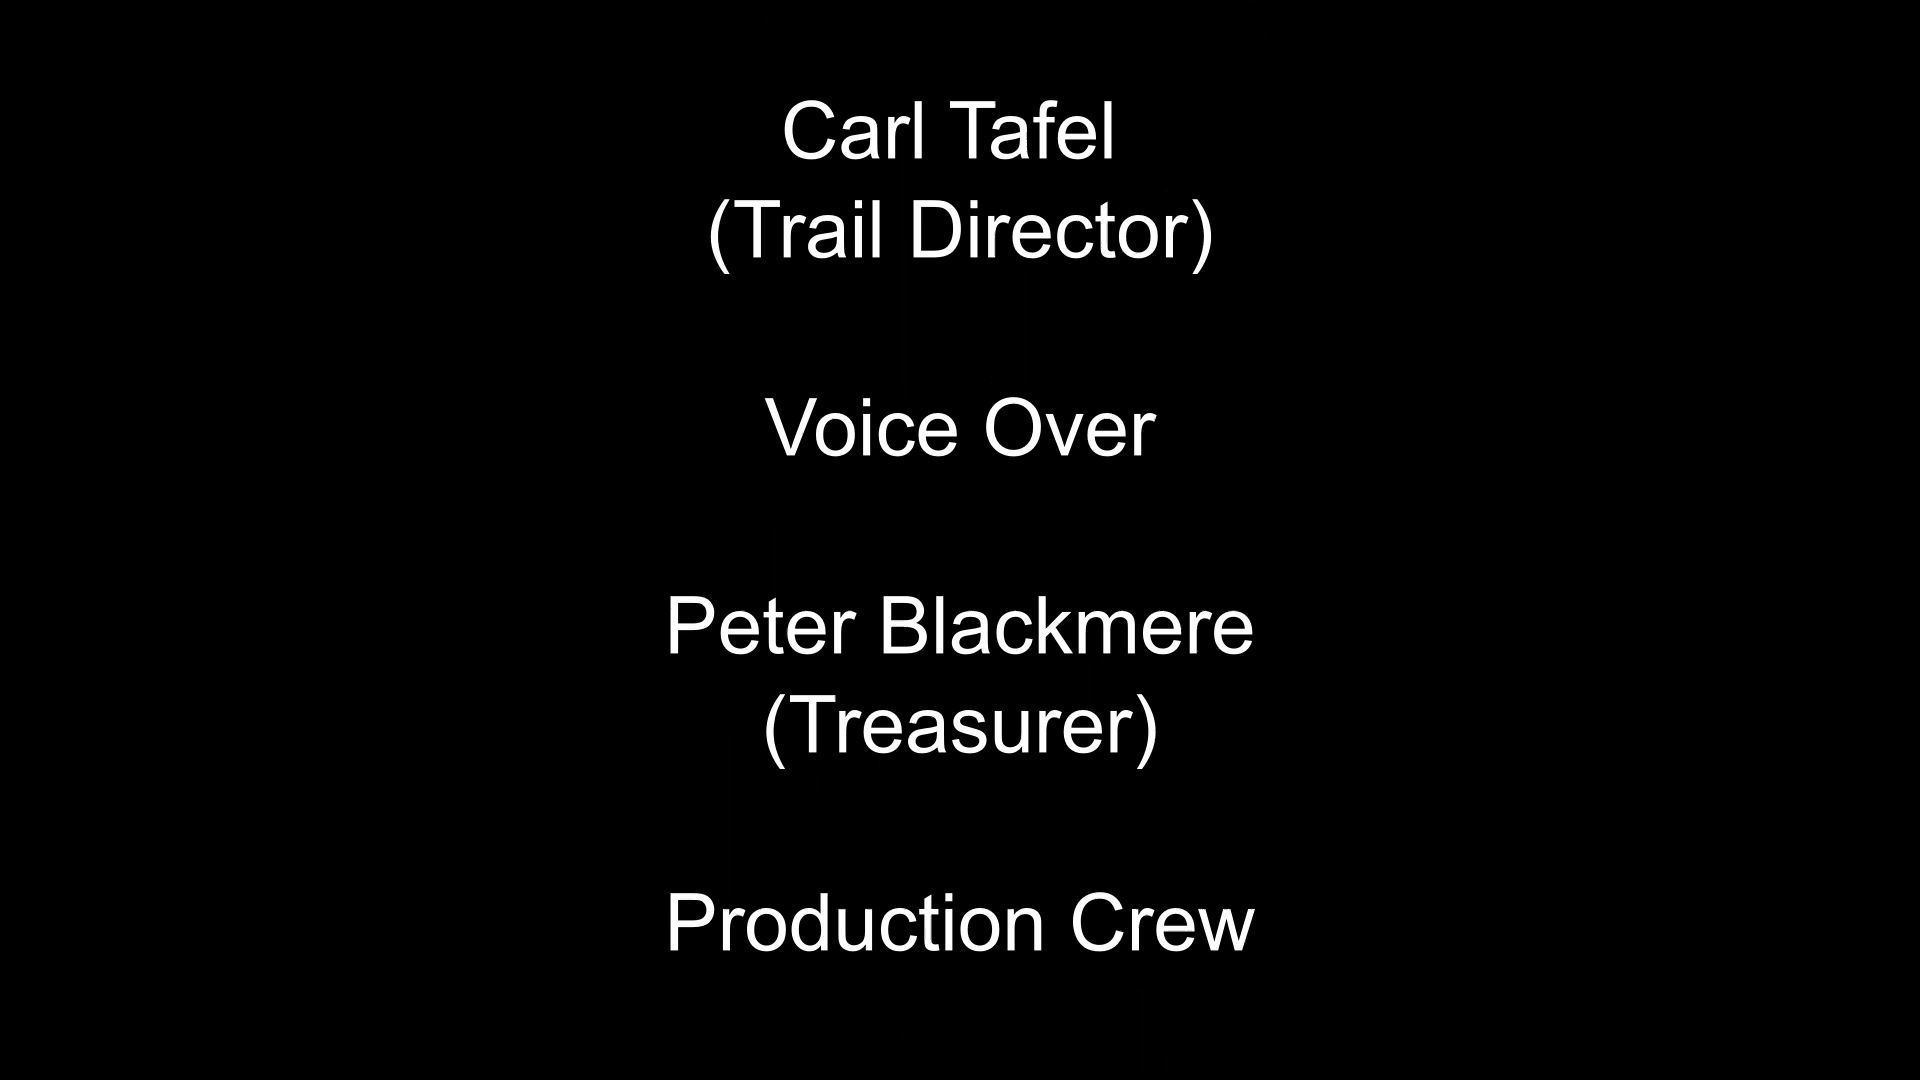 Carl Tafel
(Trail Director)
Voice Over
Peter Blackmere
(Treasurer)
Production Crew